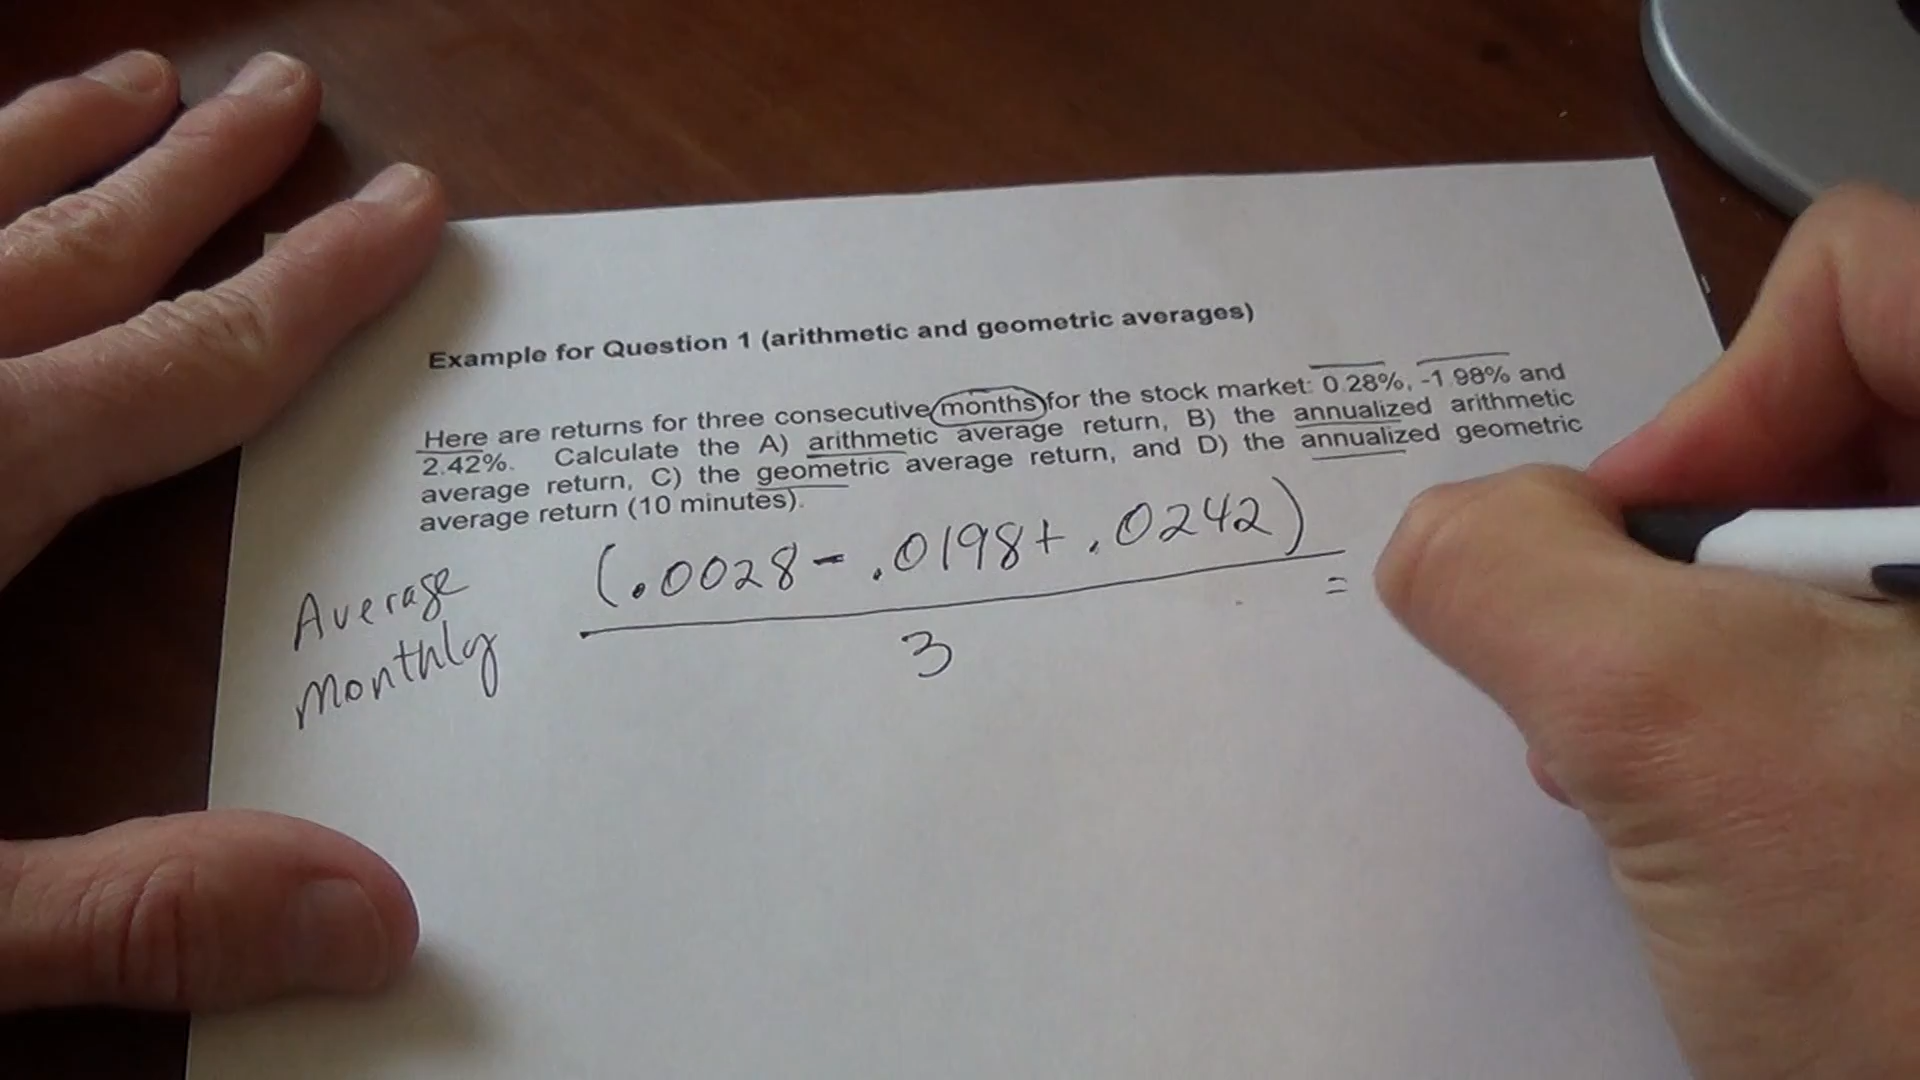 Example for Question 1 (arithmetic and geometric averages)
Here are returns for three consecutive months for the stock market: 0.28%, -1.98% and
2.42%. Calculate the A) arithmetic average return, B) the annualized arithmetic
average return, C) the geometric average return, and D) the annualized geometric
average return (10 minutes).
Average
monthly
(.0028 - .0198 + .0242)
3
=